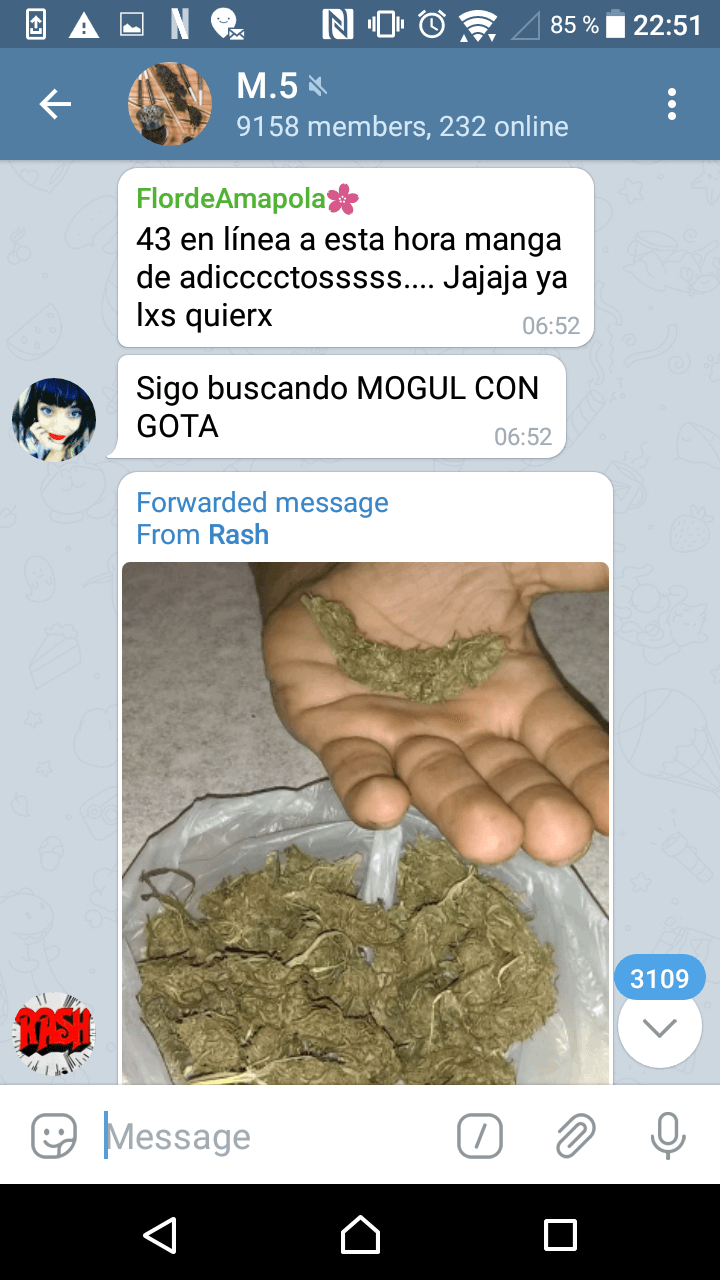 85 % 22:51
M.5
9158 members, 232 online
FlordeAmapola🌸
43 en línea a esta hora manga
de adicccctosssss.... Jajaja ya
lxs quierx
06:52
Sigo buscando MOGUL CON
GOTA
06:52
Forwarded message
From Rash
RASH
3109
Message